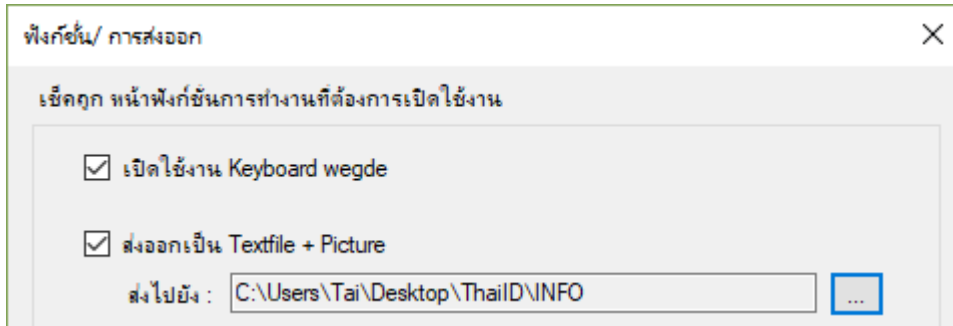 ฟังก์ชั่น/ การส่งออก
เช็คถูก หน้าฟังก์ชั่นการทำงานที่ต้องการเปิดใช้งาน
เปิดใช้งาน Keyboard wegde
ส่งออกเป็น Textfile + Picture
ส่งไปยัง : C:\Users\Tai\Desktop\ThaiID\INFO ...